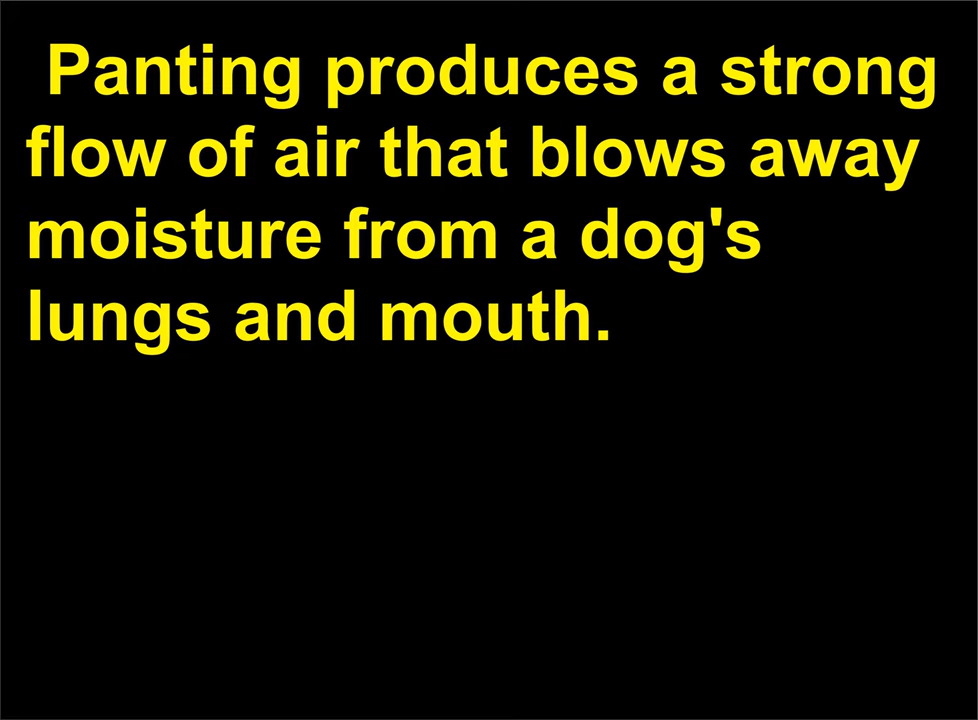 Panting produces a strong
flow of air that blows away
moisture from a dog's
lungs and mouth.